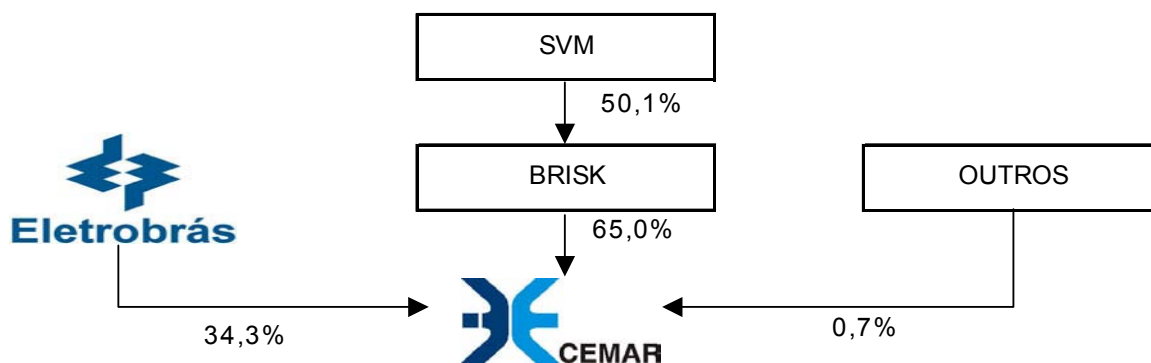 SVM
50,1%
BRISK
OUTROS
Eletrobrás
65,0%
34,3%
0,7%
CEMAR